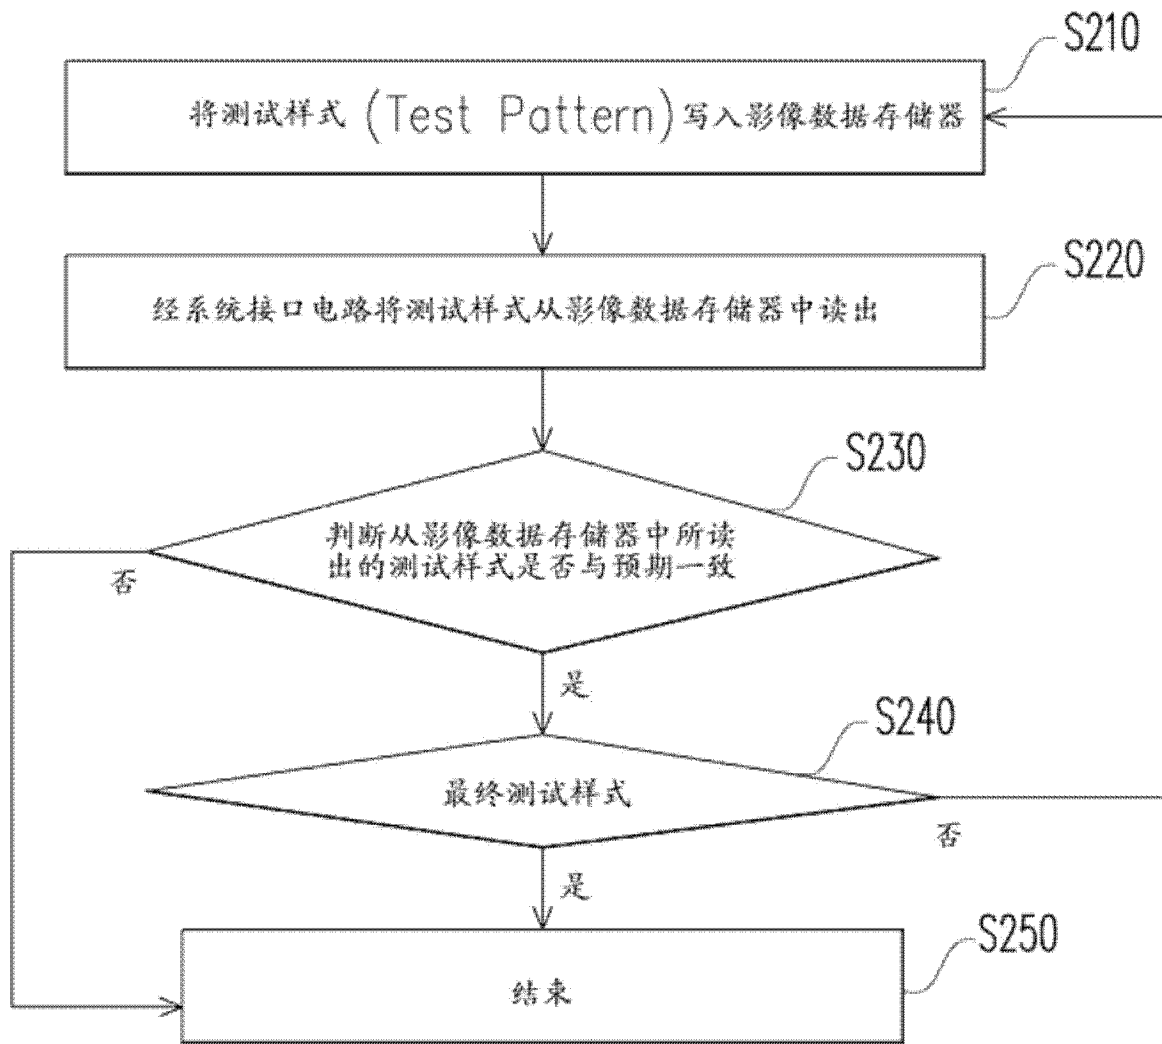 S210
将测试样式 (Test Pattern) 写入影像数据存储器
S220
经系统接口电路将测试样式从影像数据存储器中读出
S230
判断从影像数据存储器中所读
出的测试样式是否与预期一致
否
是
S240
最终测试样式
否
是
S250
结束